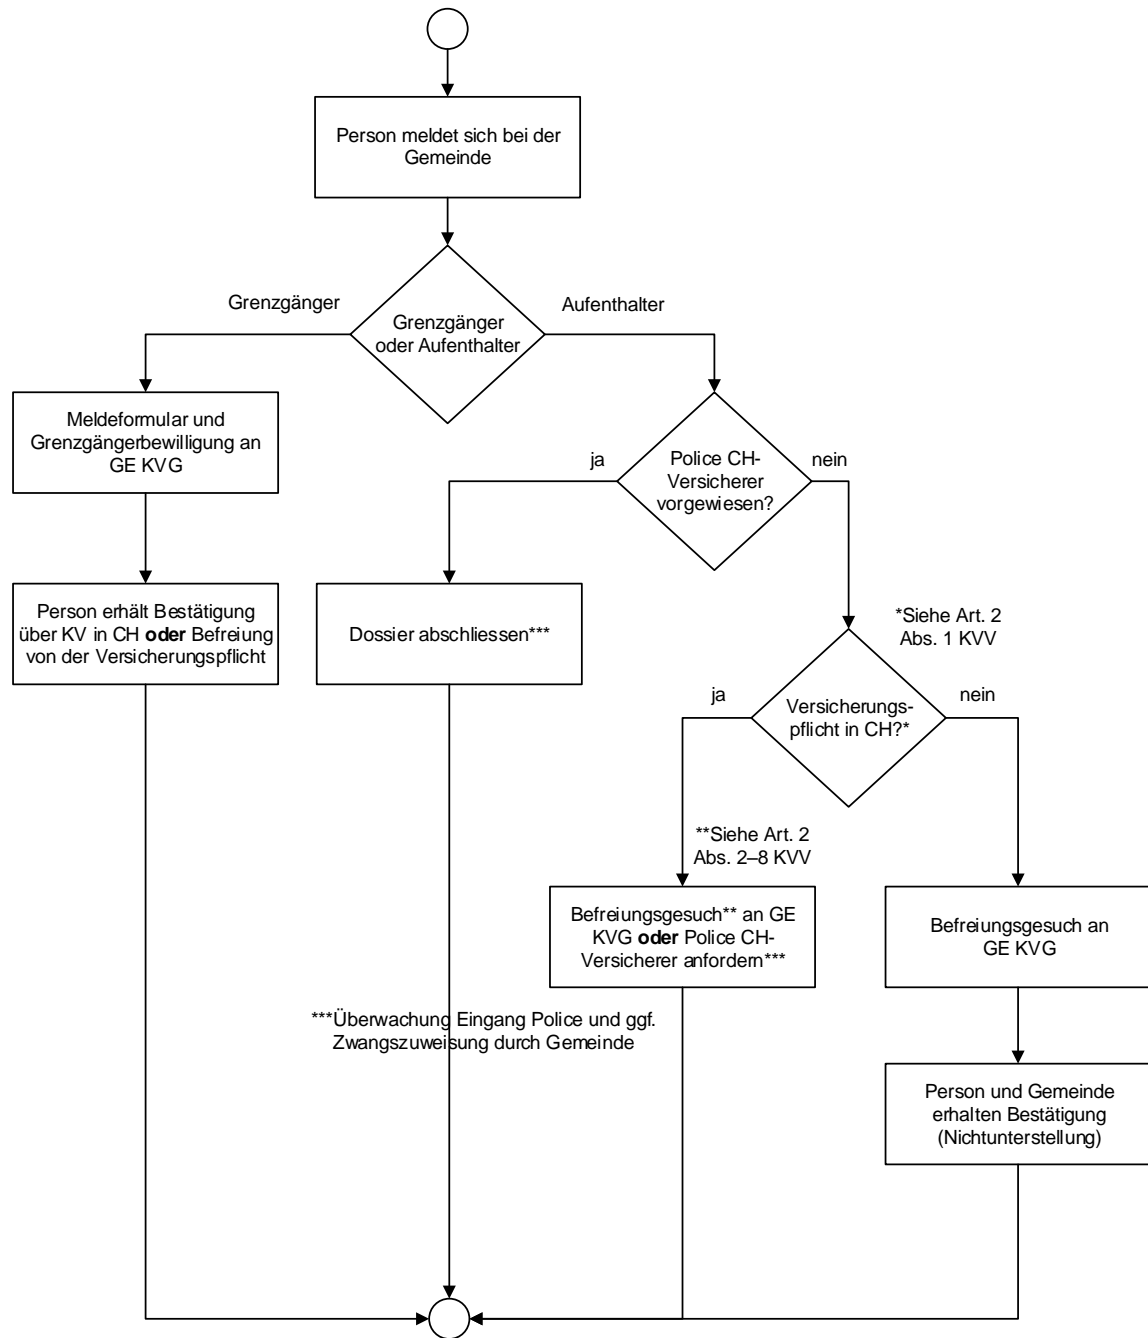 Person meldet sich bei der
Gemeinde
Grenzgänger
Aufenthalter
Grenzgänger
oder Aufenthalter
Meldeformular und
Grenzgängerbewilligung an
GE KVG
ja
Police CH-
Versicherer
vorgewiesen?
nein
Person erhält Bestätigung
über KV in CH oder Befreiung
von der Versicherungspflicht
Dossier abschliessen***
*Siehe Art. 2
Abs. 1 KVV
ja
Versicherungs-
pflicht in CH?*
nein
**Siehe Art. 2
Abs. 2–8 KVV
Befreiungsgesuch** an GE
KVG oder Police CH-
Versicherer anfordern***
Befreiungsgesuch an
GE KVG
***Überwachung Eingang Police und ggf.
Zwangszuweisung durch Gemeinde
Person und Gemeinde
erhalten Bestätigung
(Nichtunterstellung)